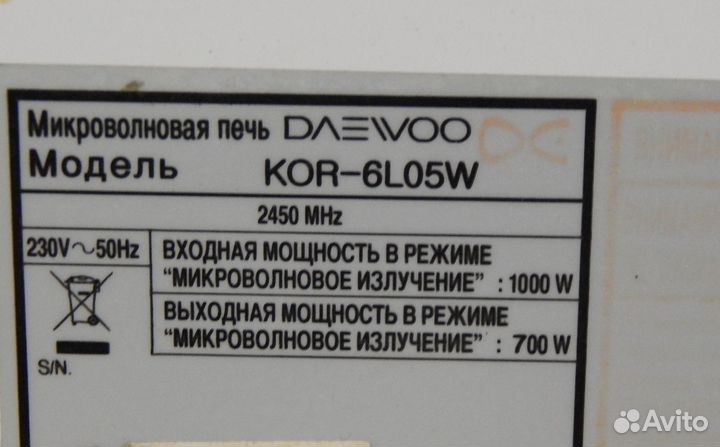 Микроволновая печь DAEWOO
Модель KOR-6L05W
2450 MHz
230V~50Hz
ВХОДНАЯ МОЩНОСТЬ В РЕЖИМЕ
"МИКРОВОЛНОВОЕ ИЗЛУЧЕНИЕ" : 1000 W
ВЫХОДНАЯ МОЩНОСТЬ В РЕЖИМЕ
"МИКРОВОЛНОВОЕ ИЗЛУЧЕНИЕ" : 700 W
S/N.
Avito